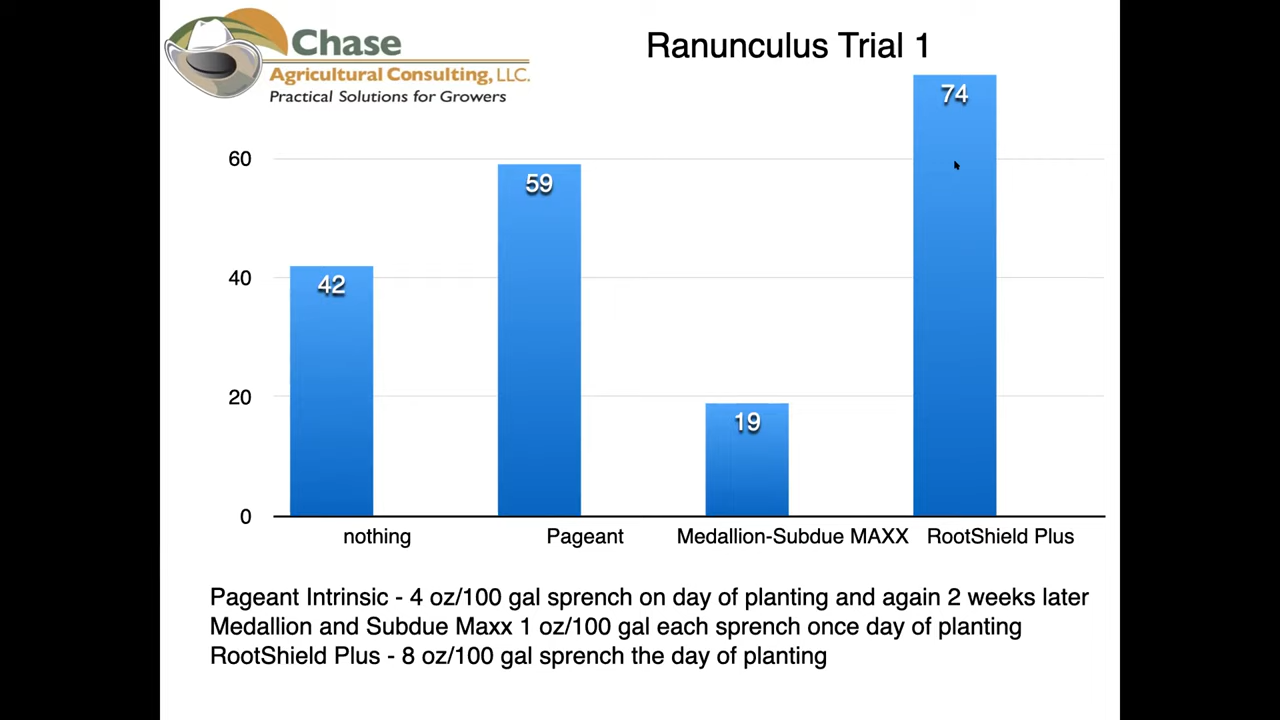 Chase
Agricultural Consulting, LLC.
Practical Solutions for Growers
Ranunculus Trial 1
74
60
59
42
40
20
19
0
nothing
Pageant
Medallion-Subdue MAXX
RootShield Plus
Pageant Intrinsic - 4 oz/100 gal sprench on day of planting and again 2 weeks later
Medallion and Subdue Maxx 1 oz/100 gal each sprench once day of planting
RootShield Plus - 8 oz/100 gal sprench the day of planting